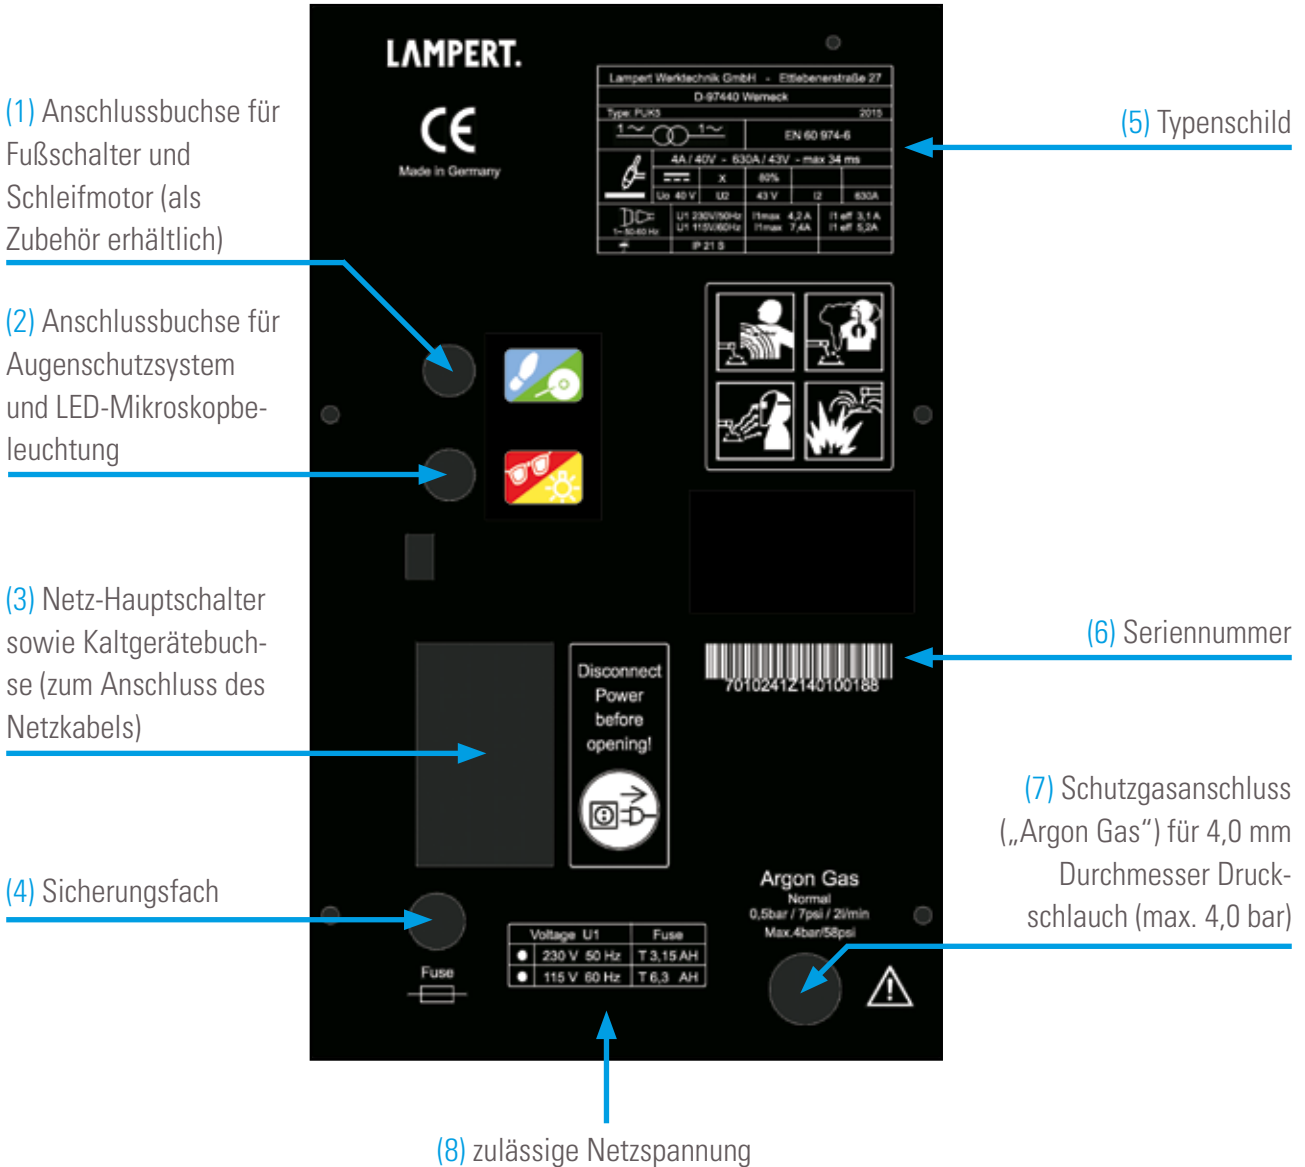 LAMPERT.
CE
Made in Germany
Lampert Werktechnik GmbH - Ettlebenerstraße 27
D-97440 Werneck
Type: PUK5 2015
1~ 1~ EN 60 974-6
4A / 40V - 630A / 43V - max 34 ms
X 80%
Uo 40 V U2 43 V I2 630A
1~ 50-60 Hz U1 230V/50Hz I1max 4,2 A I1 eff 3,1 A
U1 115V/60Hz I1max 7,4A I1 eff 5,2A
IP 21 S
(1) Anschlussbuchse für
Fußschalter und
Schleifmotor (als
Zubehör erhältlich)
(2) Anschlussbuchse für
Augenschutzsystem
und LED-Mikroskopbe-
leuchtung
(3) Netz-Hauptschalter
sowie Kaltgerätebuch-
se (zum Anschluss des
Netzkabels)
(4) Sicherungsfach
(5) Typenschild
(6) Seriennummer
(7) Schutzgasanschluss
(„Argon Gas“) für 4,0 mm
Durchmesser Druck-
schlauch (max. 4,0 bar)
Disconnect
Power
before
opening!
7010241Z140100188
Argon Gas
Normal
0,5bar / 7psi / 2l/min
Max.4bar/58psi
Fuse
Voltage U1 Fuse
230 V 50 Hz T 3,15 AH
115 V 60 Hz T 6,3 AH
(8) zulässige Netzspannung